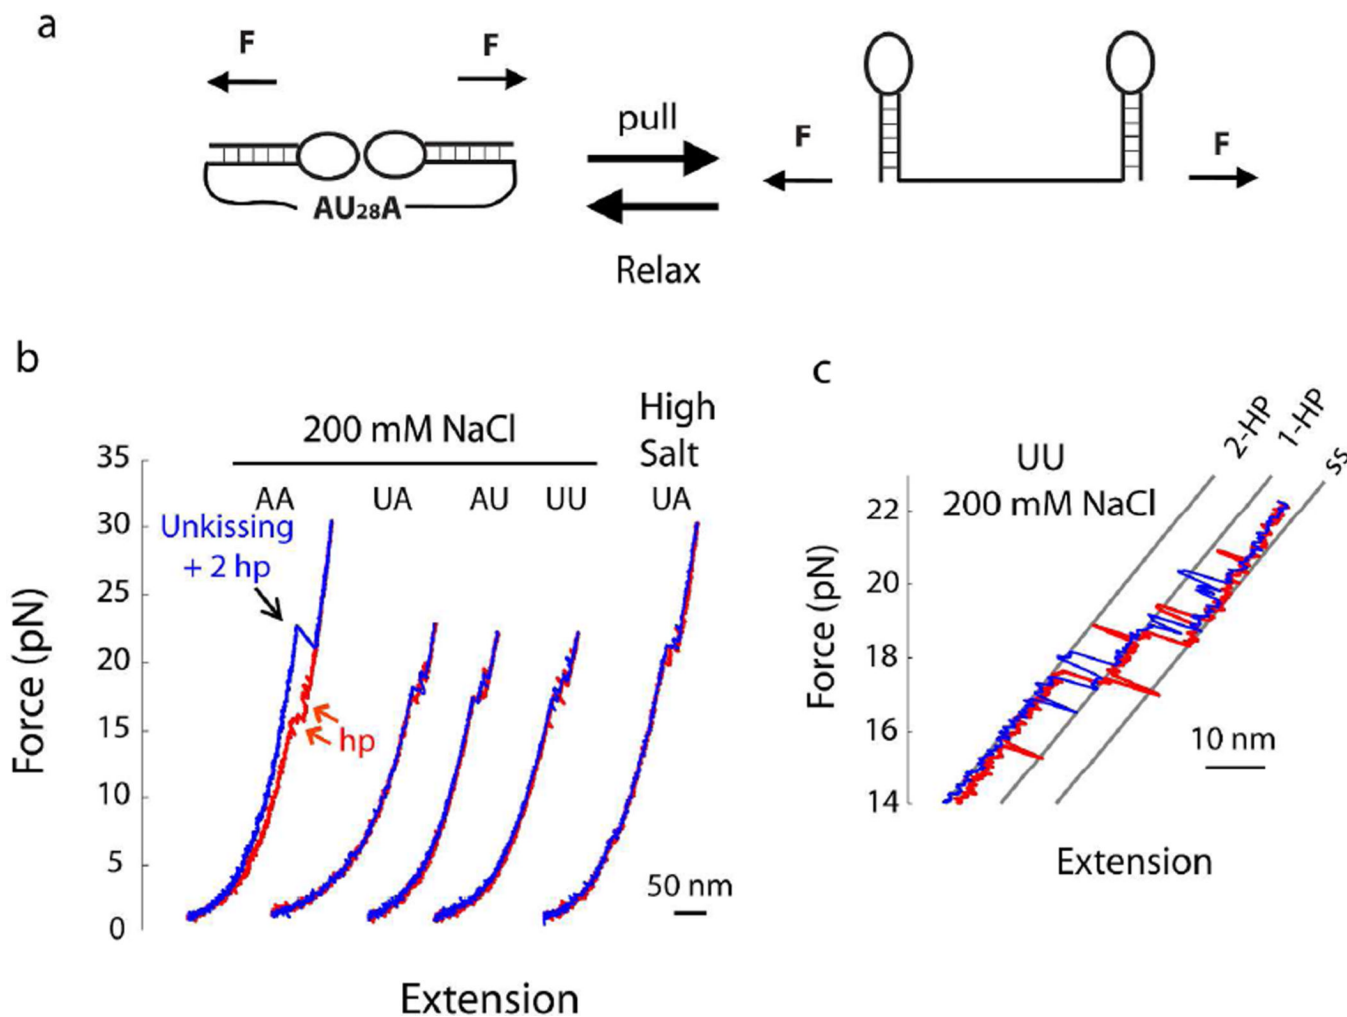 a
F
F
pull
F
F
AU28A
Relax
b
200 mM NaCl
High
Salt
AA
UA
AU
UU
UA
Unkissing
+ 2 hp
hp
35
30
25
20
15
10
5
0
Force (pN)
50 nm
Extension
c
UU
200 mM NaCl
2-HP
1-HP
ss
22
20
18
16
14
Force (pN)
10 nm
Extension